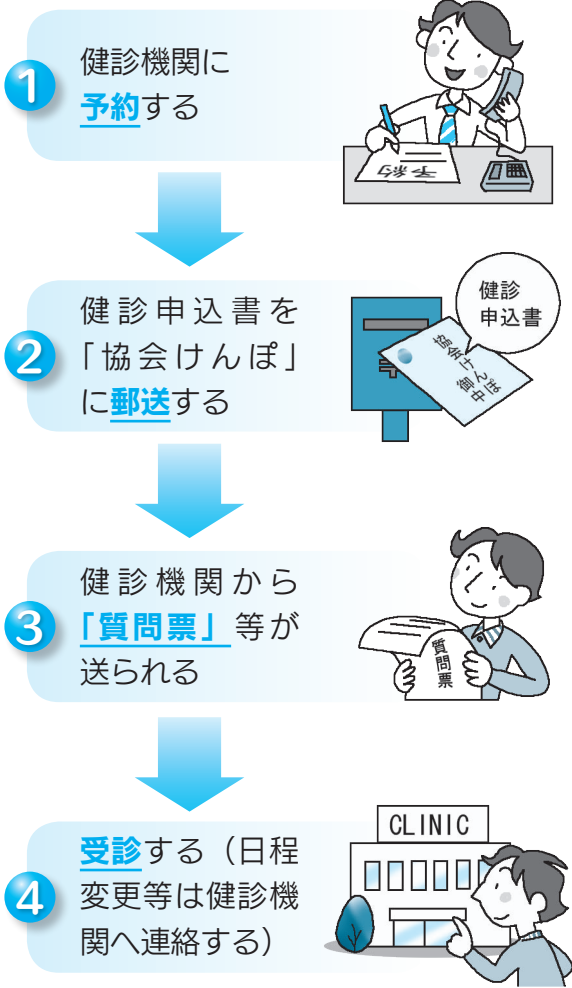 1
健診機関に
予約する
予約
健診申込書を
2
「協会けんぽ」
に郵送する
健診
申込書
協会けんぽ
御中
健診機関から
3
「質問票」等が
送られる
質問票
受診する（日程
4
変更等は健診機
関へ連絡する）
CLINIC